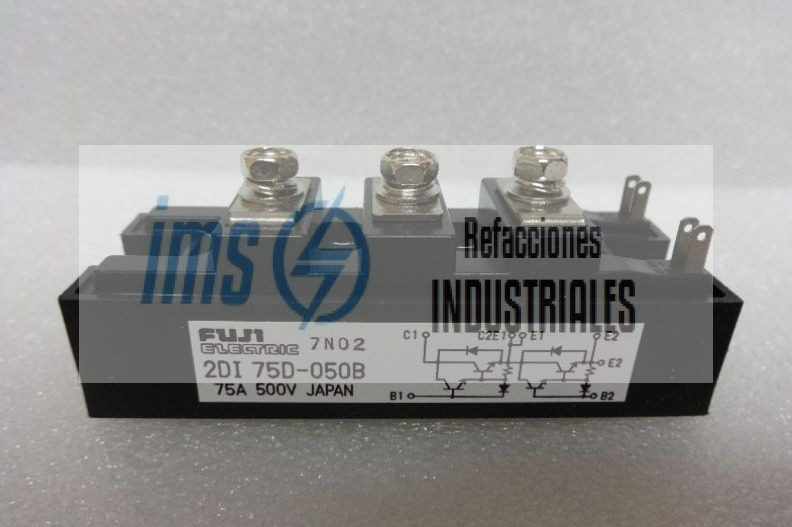 ims
Refacciones
INDUSTRIALES
FUJI
ELECTRIC 7N02
2DI 75D-050B
75A 500V JAPAN
C1 C2E1 E1 E2
E2
B1 B2